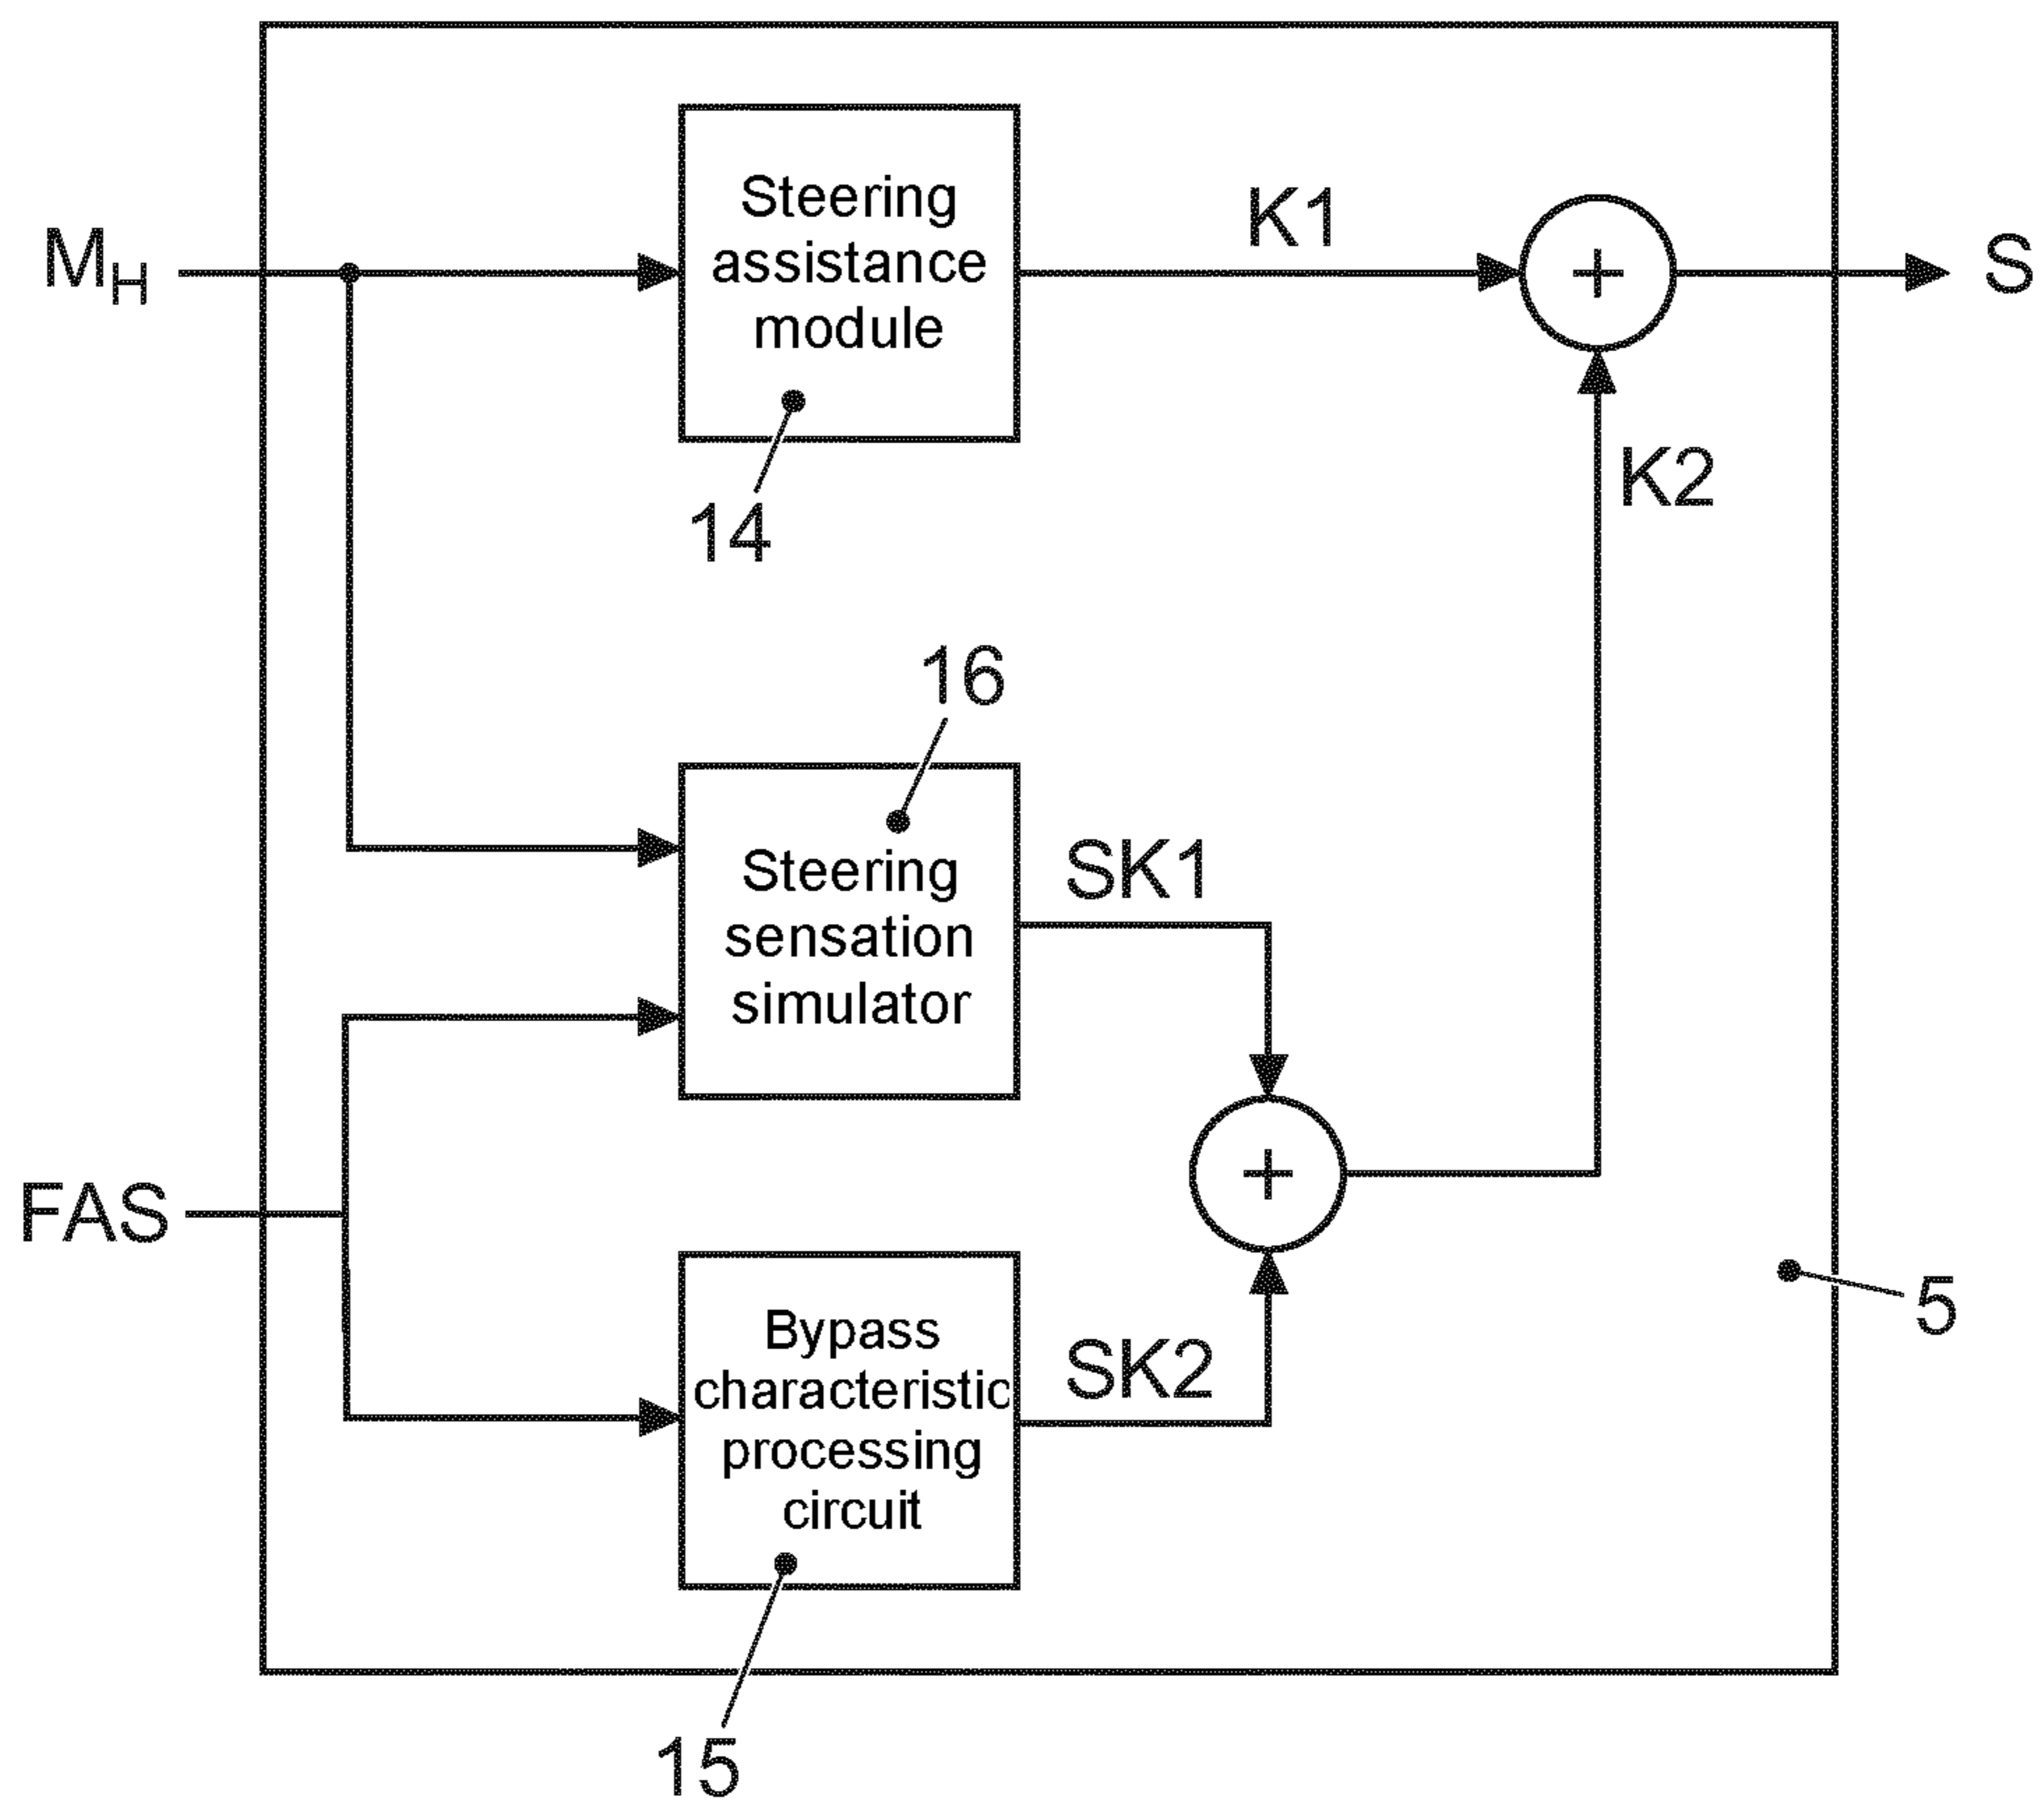 Steering
assistance
module
K1
M_H
S
K2
14
16
Steering
sensation
simulator
SK1
FAS
Bypass
characteristic
processing
circuit
SK2
5
15